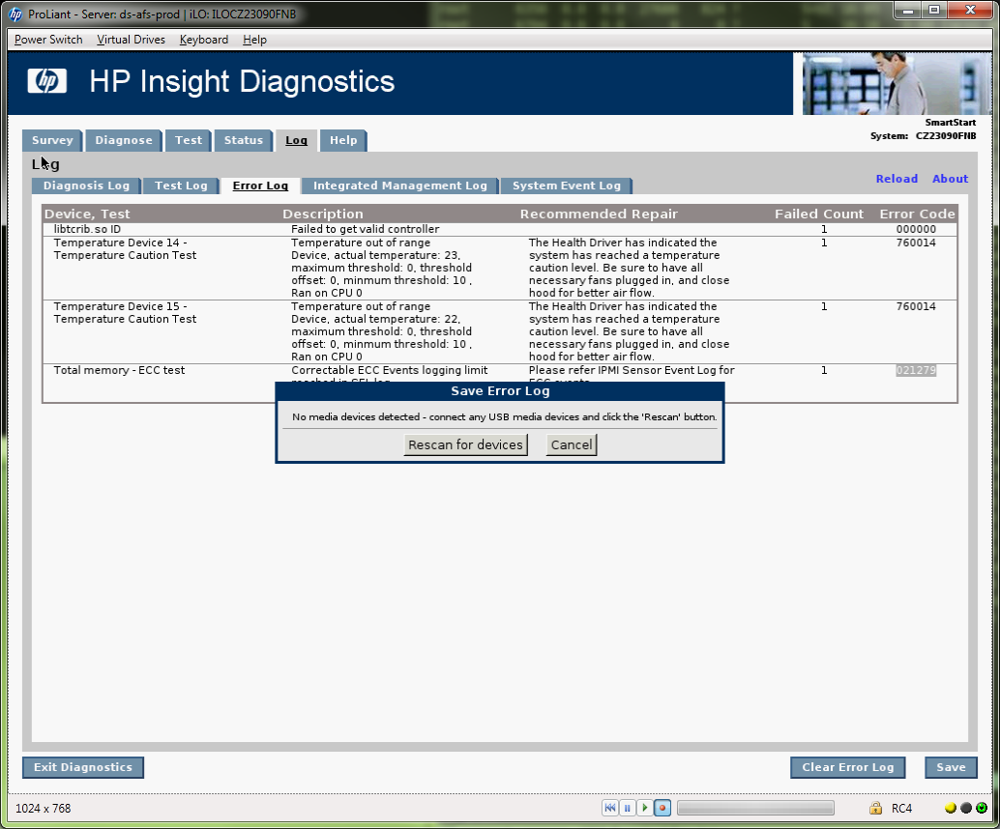 ProLiant - Server: ds-afs-prod | iLO: ILOCZ23090FNB
Power Switch Virtual Drives Keyboard Help
hp HP Insight Diagnostics
SmartStart
System: CZ23090FNB
Survey Diagnose Test Status Log Help
Log
Reload About
Diagnosis Log Test Log Error Log Integrated Management Log System Event Log
Device, Test Description Recommended Repair Failed Count Error Code
libtcrib.so ID Failed to get valid controller 1 000000
Temperature Device 14 - Temperature out of range The Health Driver has indicated the 1 760014
Temperature Caution Test Device, actual temperature: 23, system has reached a temperature
maximum threshold: 0, threshold caution level. Be sure to have all
offset: 0, minmum threshold: 10 , necessary fans plugged in, and close
Ran on CPU 0 hood for better air flow.
Temperature Device 15 - Temperature out of range The Health Driver has indicated the 1 760014
Temperature Caution Test Device, actual temperature: 22, system has reached a temperature
maximum threshold: 0, threshold caution level. Be sure to have all
offset: 0, minmum threshold: 10 , necessary fans plugged in, and close
Ran on CPU 0 hood for better air flow.
Total memory - ECC test Correctable ECC Events logging limit Please refer IPMI Sensor Event Log for 1 021279
Save Error Log
No media devices detected - connect any USB media devices and click the 'Rescan' button.
Rescan for devices Cancel
Exit Diagnostics Clear Error Log Save
1024 x 768 RC4